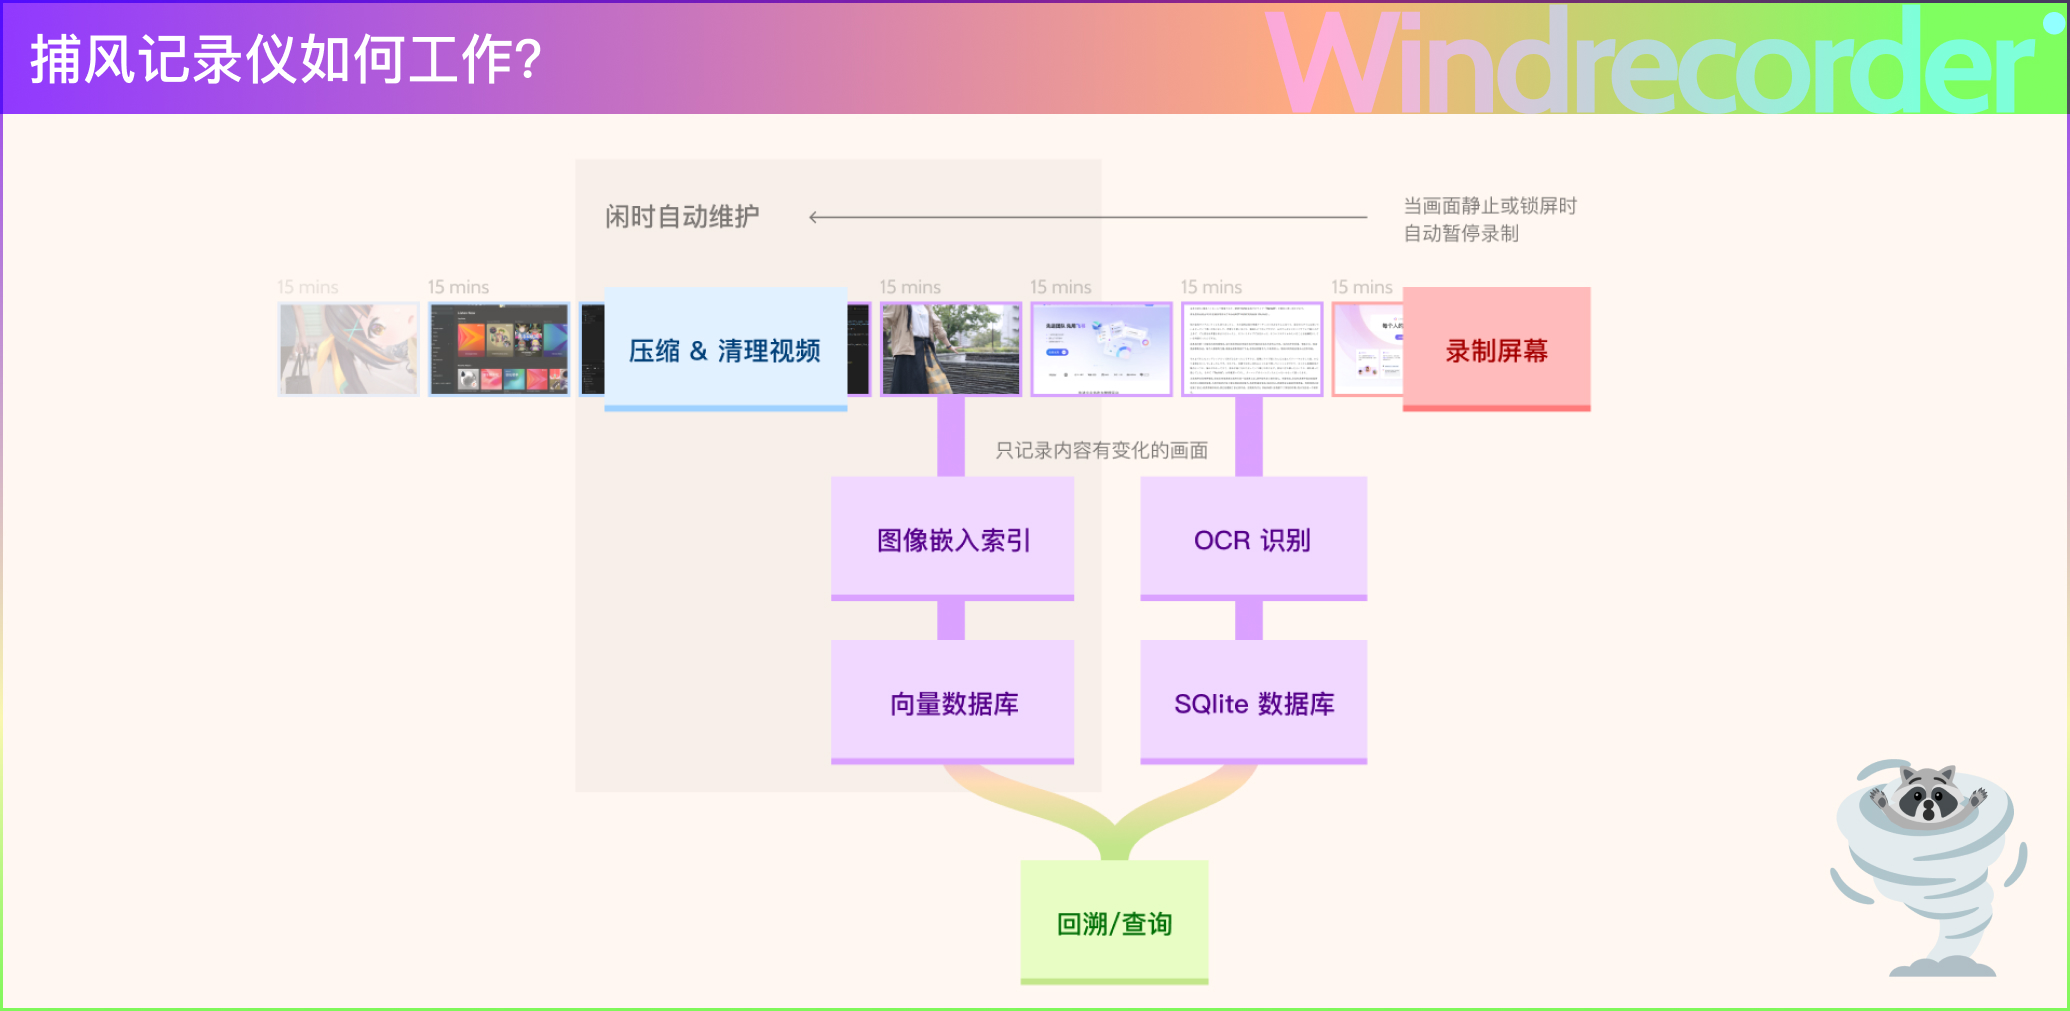 捕风记录仪如何工作?
Windrecorder
闲时自动维护
当画面静止或锁屏时
自动暂停录制
15 mins
15 mins
15 mins
15 mins
15 mins
15 mins
压缩 & 清理视频
每个人的
录制屏幕
只记录内容有变化的画面
图像嵌入索引
OCR 识别
向量数据库
SQlite 数据库
回溯/查询